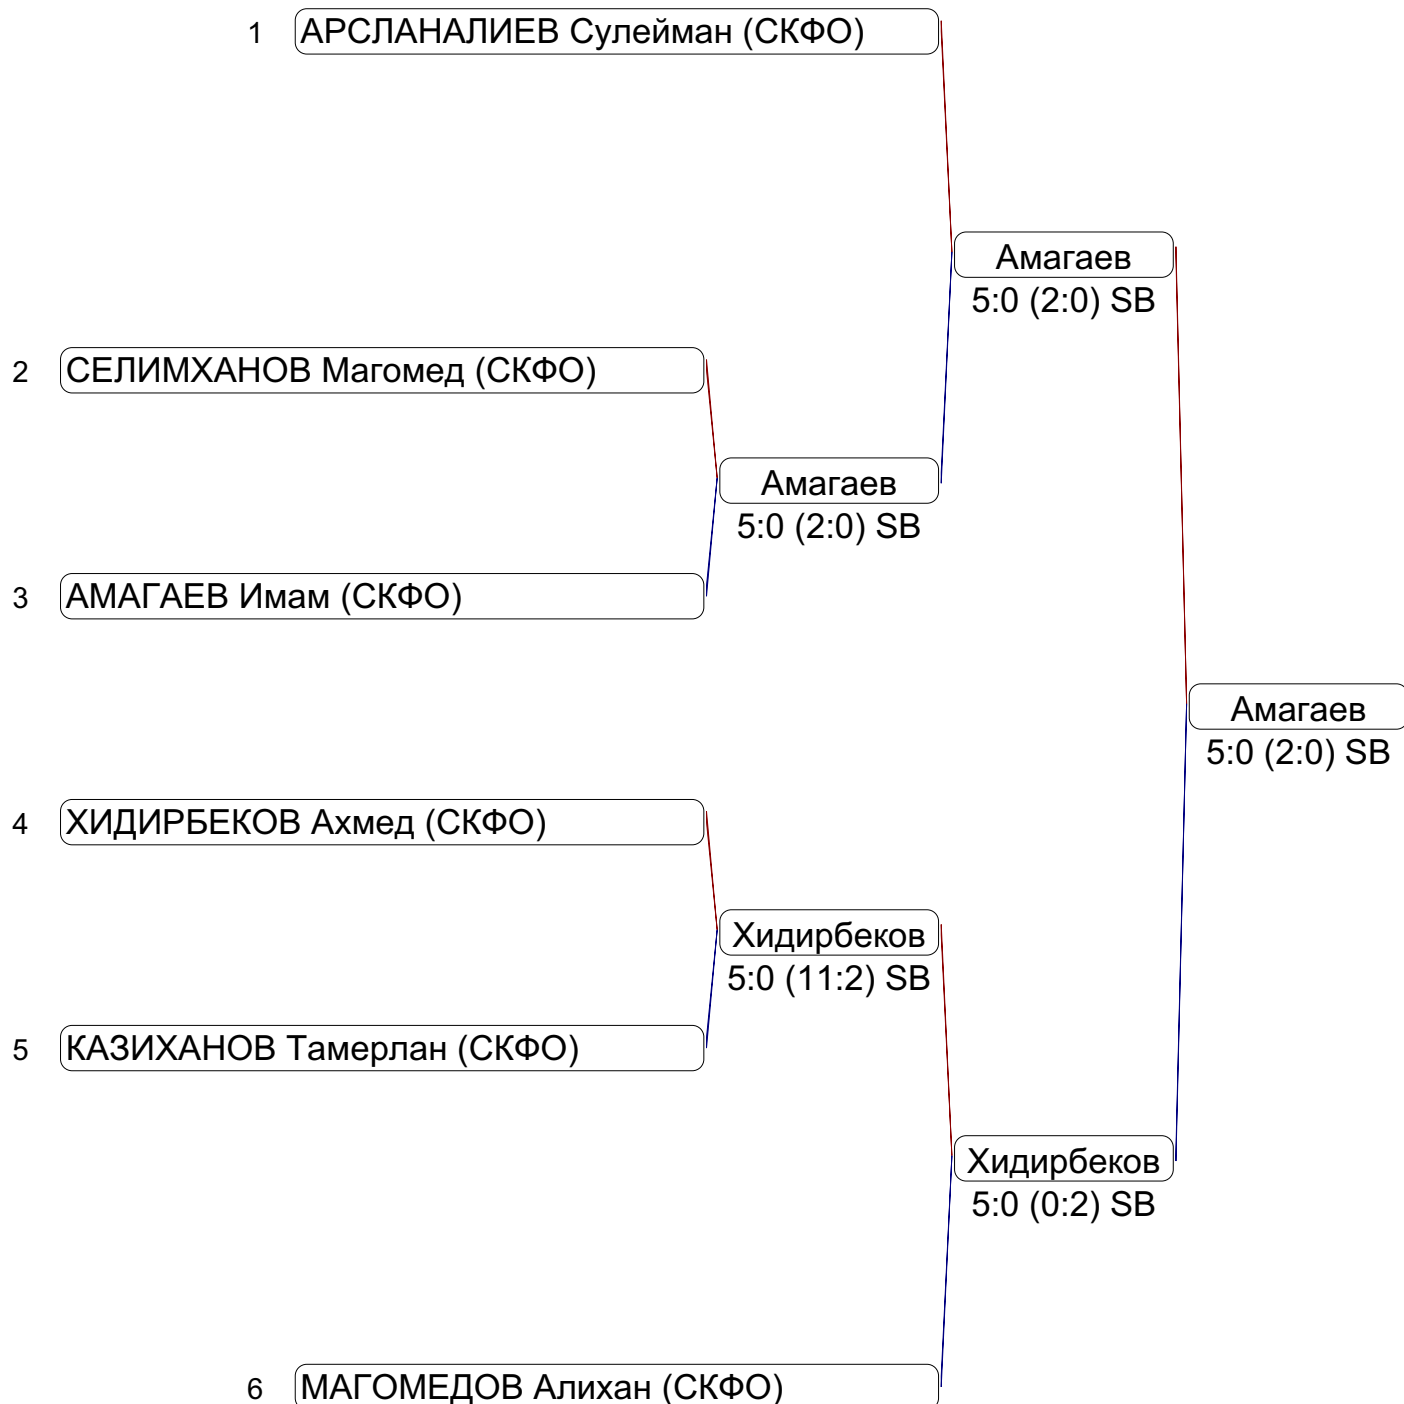 1 АРСЛАНАЛИЕВ Сулейман (СКФО)
Амагаев
5:0 (2:0) SB
2 СЕЛИМХАНОВ Магомед (СКФО)
Амагаев
5:0 (2:0) SB
3 АМАГАЕВ Имам (СКФО)
Амагаев
5:0 (2:0) SB
4 ХИДИРБЕКОВ Ахмед (СКФО)
Хидирбеков
5:0 (11:2) SB
5 КАЗИХАНОВ Тамерлан (СКФО)
Хидирбеков
5:0 (0:2) SB
6 МАГОМЕДОВ Алихан (СКФО)